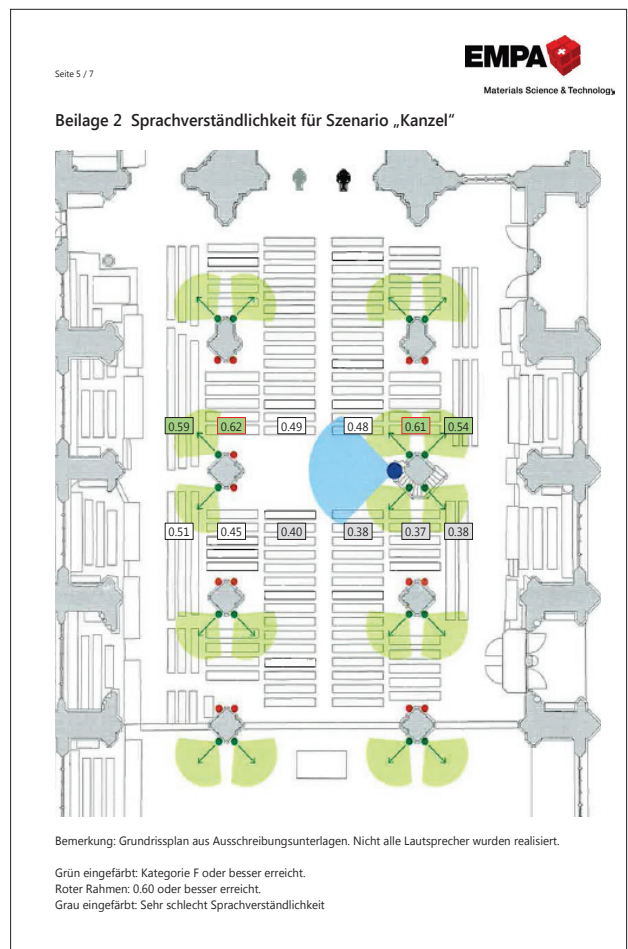 EMPA
Seite 5 / 7
Materials Science & Technology
Beilage 2 Sprachverständlichkeit für Szenario „Kanzel“
0.59 0.62 0.49 0.48 0.61 0.54
0.51 0.45 0.40 0.38 0.37 0.38
Bemerkung: Grundrissplan aus Ausschreibungsunterlagen. Nicht alle Lautsprecher wurden realisiert.
Grün eingefärbt: Kategorie F oder besser erreicht.
Roter Rahmen: 0.60 oder besser erreicht.
Grau eingefärbt: Sehr schlecht Sprachverständlichkeit